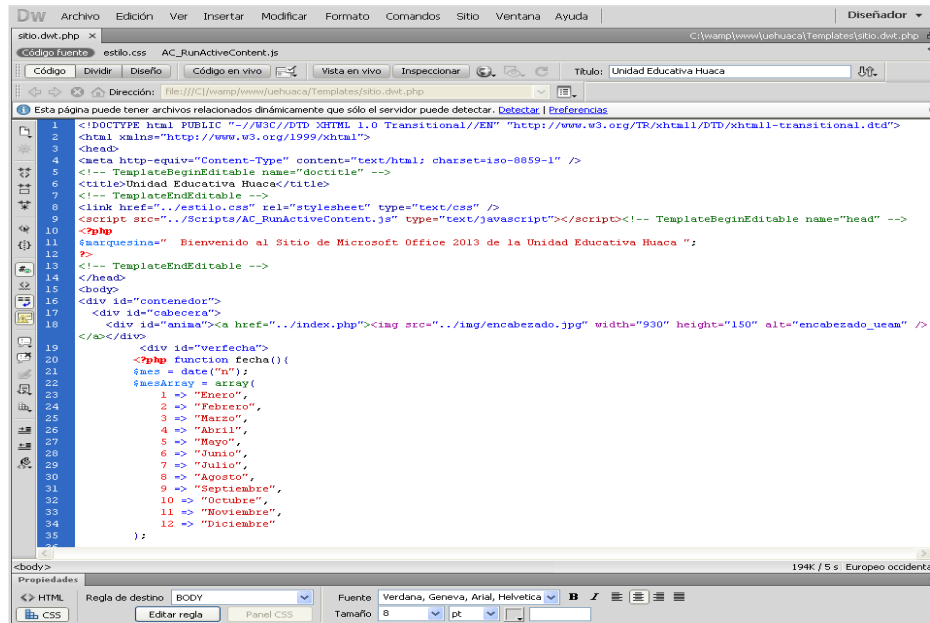 DW Archivo Edición Ver Insertar Modificar Formato Comandos Sitio Ventana Ayuda Diseñador
sitio.dwt.php × C:\wamp\www\uehuaca\Templates\sitio.dwt.php
Código fuente estilo.css AC_RunActiveContent.js
Código Dividir Diseño Código en vivo Vista en vivo Inspeccionar Título: Unidad Educativa Huaca
Dirección: file:///C|/wamp/www/uehuaca/Templates/sitio.dwt.php
Esta página puede tener archivos relacionados dinámicamente que sólo el servidor puede detectar. Detectar | Preferencias
1 <!DOCTYPE html PUBLIC "-//W3C//DTD XHTML 1.0 Transitional//EN" "http://www.w3.org/TR/xhtml1/DTD/xhtml1-transitional.dtd">
2 <html xmlns="http://www.w3.org/1999/xhtml">
3 <head>
4 <meta http-equiv="Content-Type" content="text/html; charset=iso-8859-1" />
5 <!-- TemplateBeginEditable name="doctitle" -->
6 <title>Unidad Educativa Huaca</title>
7 <!-- TemplateEndEditable -->
8 <link href="../estilo.css" rel="stylesheet" type="text/css" />
9 <script src="../Scripts/AC_RunActiveContent.js" type="text/javascript"></script><!-- TemplateBeginEditable name="head" -->
10 <?php
11 $marquesina=" Bienvenido al Sitio de Microsoft Office 2013 de la Unidad Educativa Huaca ";
12 ?>
13 <!-- TemplateEndEditable -->
14 </head>
15 <body>
16 <div id="contenedor">
17 <div id="cabecera">
18 <div id="anima"><a href="../index.php"><img src="../img/encabezado.jpg" width="930" height="150" alt="encabezado_ueam" />
</a></div>
19 <div id="verfecha">
20 <?php function fecha(){
21 $mes = date("n");
22 $mesArray = array(
23 1 => "Enero",
24 2 => "Febrero",
25 3 => "Marzo",
26 4 => "Abril",
27 5 => "Mayo",
28 6 => "Junio",
29 7 => "Julio",
30 8 => "Agosto",
31 9 => "Septiembre",
32 10 => "Octubre",
33 11 => "Noviembre",
34 12 => "Diciembre"
35 );
<body> 194K / 5 s Europeo occidenta
Propiedades
<> HTML Regla de destino BODY Fuente Verdana, Geneva, Arial, Helvetica B I
CSS Editar regla Panel CSS Tamaño 8 pt